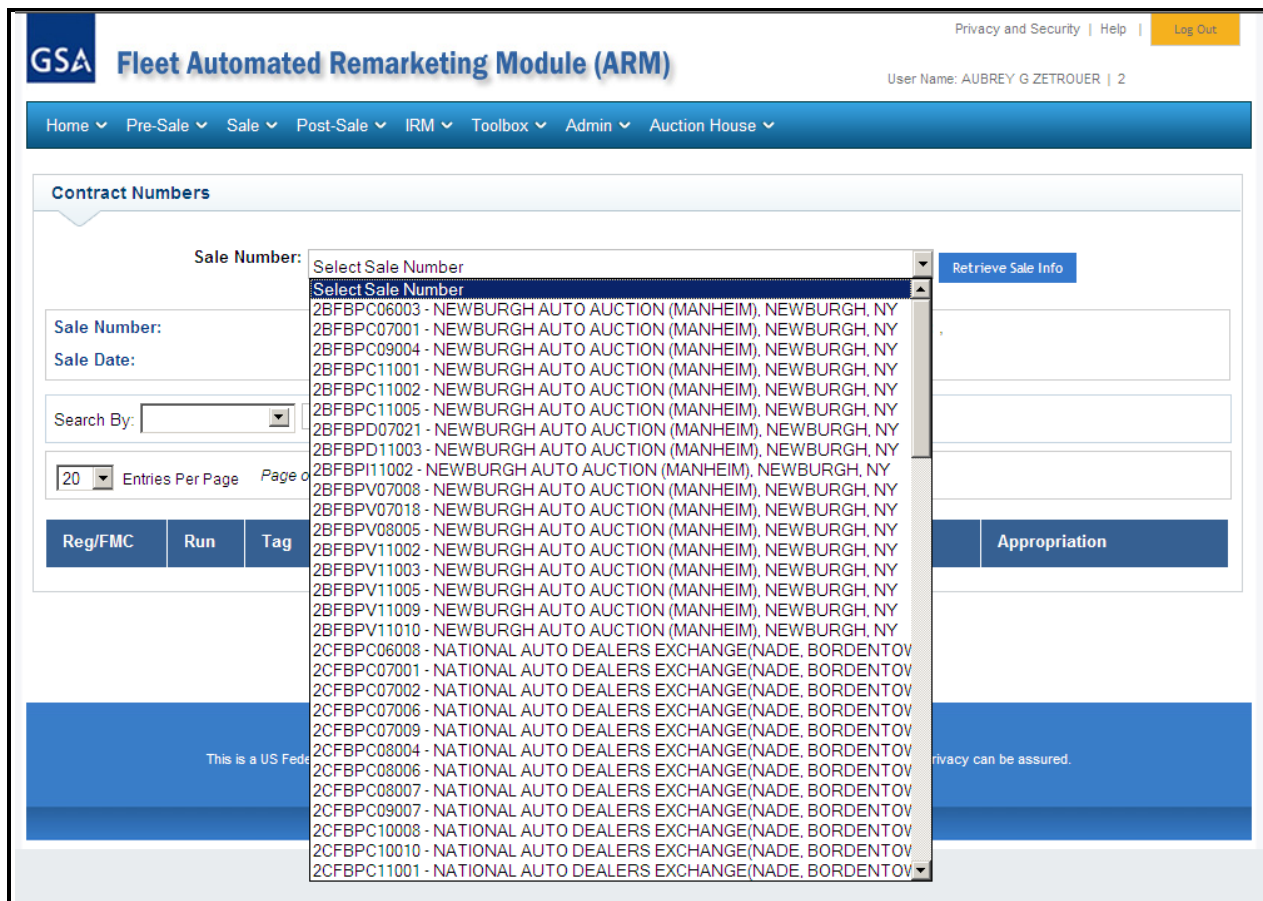 Privacy and Security | Help | Log Out
GSA Fleet Automated Remarketing Module (ARM)
User Name: AUBREY G ZETROUER | 2
Home Pre-Sale Sale Post-Sale IRM Toolbox Admin Auction House
Contract Numbers
Sale Number: Select Sale Number Retrieve Sale Info
Select Sale Number
2BFBPC06003 - NEWBURGH AUTO AUCTION (MANHEIM), NEWBURGH, NY
2BFBPC07001 - NEWBURGH AUTO AUCTION (MANHEIM), NEWBURGH, NY
2BFBPC09004 - NEWBURGH AUTO AUCTION (MANHEIM), NEWBURGH, NY
2BFBPC11001 - NEWBURGH AUTO AUCTION (MANHEIM), NEWBURGH, NY
2BFBPC11002 - NEWBURGH AUTO AUCTION (MANHEIM), NEWBURGH, NY
2BFBPC11005 - NEWBURGH AUTO AUCTION (MANHEIM), NEWBURGH, NY
2BFBPD07021 - NEWBURGH AUTO AUCTION (MANHEIM), NEWBURGH, NY
2BFBPD11003 - NEWBURGH AUTO AUCTION (MANHEIM), NEWBURGH, NY
2BFBPI11002 - NEWBURGH AUTO AUCTION (MANHEIM), NEWBURGH, NY
2BFBPV07008 - NEWBURGH AUTO AUCTION (MANHEIM), NEWBURGH, NY
2BFBPV07018 - NEWBURGH AUTO AUCTION (MANHEIM), NEWBURGH, NY
2BFBPV08005 - NEWBURGH AUTO AUCTION (MANHEIM), NEWBURGH, NY
2BFBPV11002 - NEWBURGH AUTO AUCTION (MANHEIM), NEWBURGH, NY
2BFBPV11003 - NEWBURGH AUTO AUCTION (MANHEIM), NEWBURGH, NY
2BFBPV11005 - NEWBURGH AUTO AUCTION (MANHEIM), NEWBURGH, NY
2BFBPV11009 - NEWBURGH AUTO AUCTION (MANHEIM), NEWBURGH, NY
2BFBPV11010 - NEWBURGH AUTO AUCTION (MANHEIM), NEWBURGH, NY
2CFBPC06008 - NATIONAL AUTO DEALERS EXCHANGE(NADE, BORDENTOW
2CFBPC07001 - NATIONAL AUTO DEALERS EXCHANGE(NADE, BORDENTOW
2CFBPC07002 - NATIONAL AUTO DEALERS EXCHANGE(NADE, BORDENTOW
2CFBPC07006 - NATIONAL AUTO DEALERS EXCHANGE(NADE, BORDENTOW
2CFBPC07009 - NATIONAL AUTO DEALERS EXCHANGE(NADE, BORDENTOW
2CFBPC08004 - NATIONAL AUTO DEALERS EXCHANGE(NADE, BORDENTOW
2CFBPC08006 - NATIONAL AUTO DEALERS EXCHANGE(NADE, BORDENTOW
2CFBPC08007 - NATIONAL AUTO DEALERS EXCHANGE(NADE, BORDENTOW
2CFBPC09007 - NATIONAL AUTO DEALERS EXCHANGE(NADE, BORDENTOW
2CFBPC10008 - NATIONAL AUTO DEALERS EXCHANGE(NADE, BORDENTOW
2CFBPC10010 - NATIONAL AUTO DEALERS EXCHANGE(NADE, BORDENTOW
2CFBPC11001 - NATIONAL AUTO DEALERS EXCHANGE(NADE, BORDENTOW
Sale Number: ,
Sale Date:
Search By:
20 Entries Per Page Page o
Reg/FMC Run Tag Appropriation
This is a US Fede rivacy can be assured.